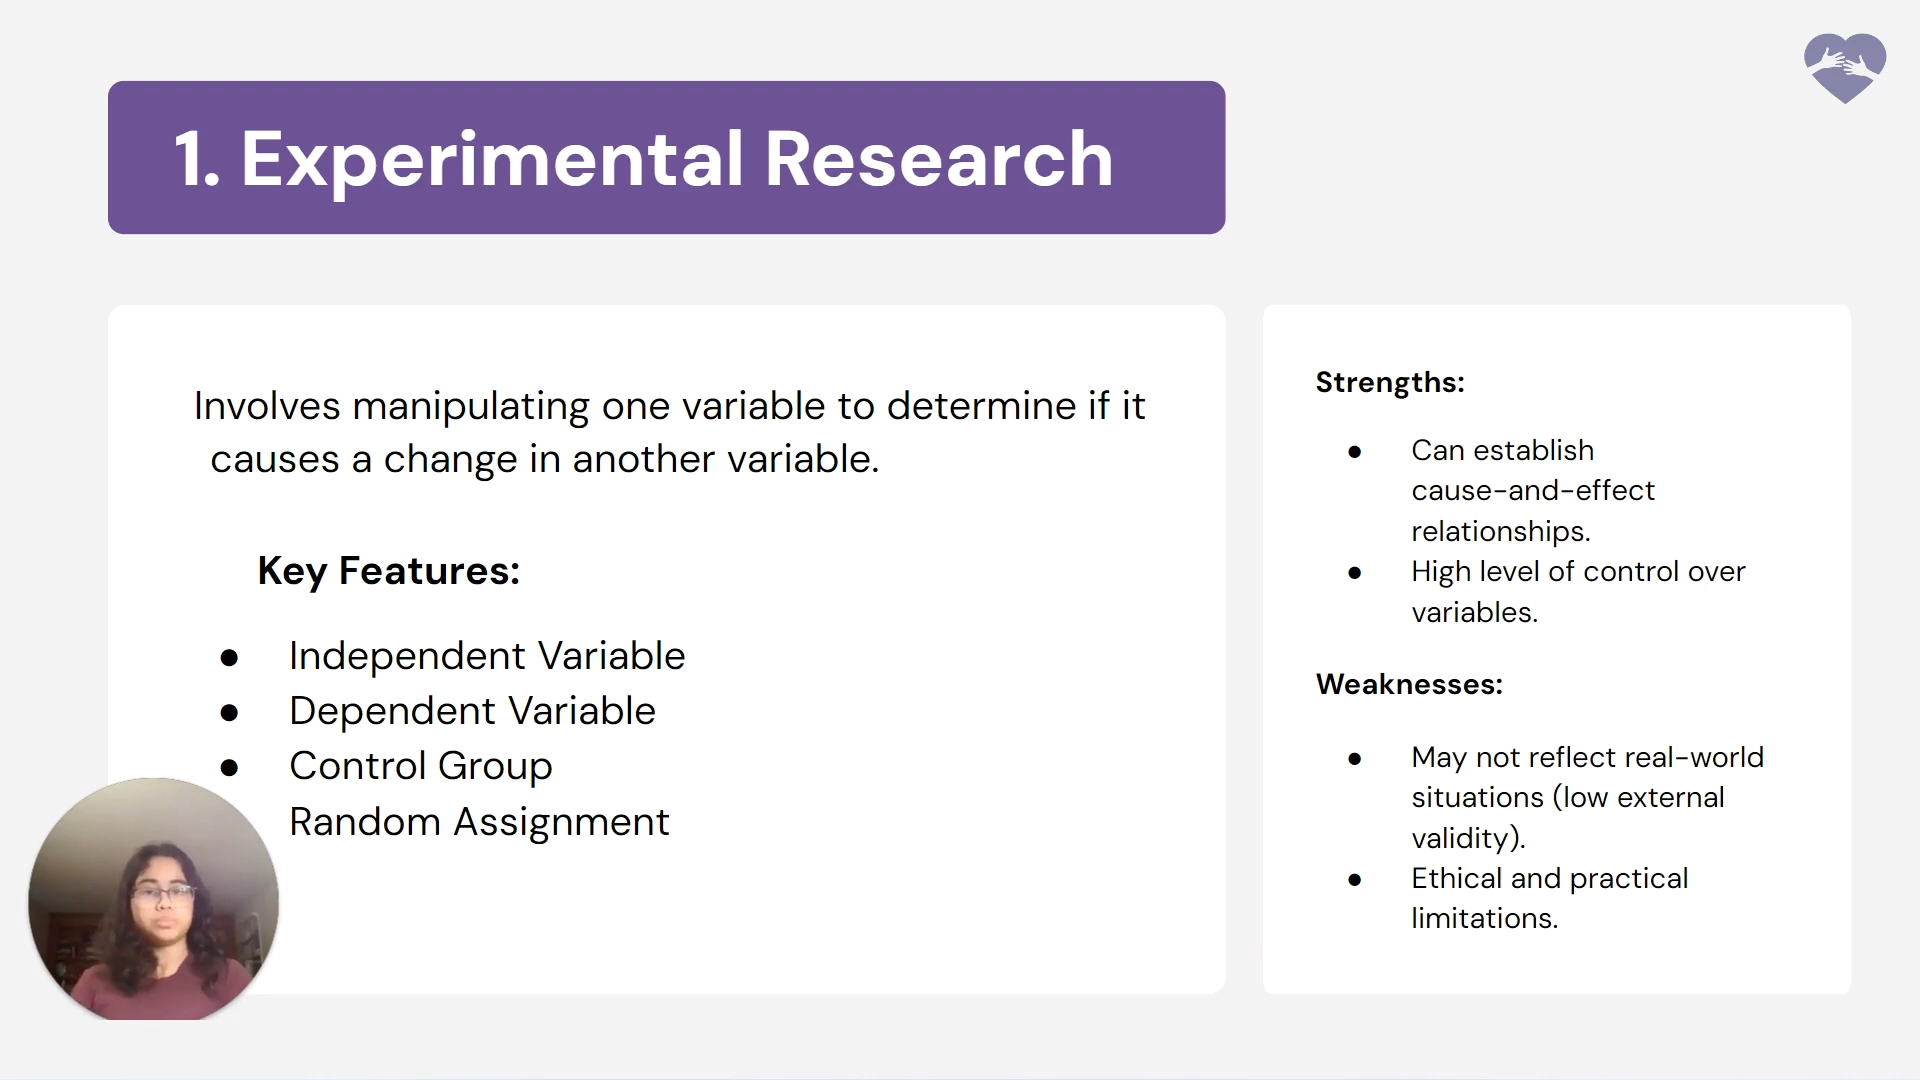 1. Experimental Research
Involves manipulating one variable to determine if it
causes a change in another variable.
Key Features:
● Independent Variable
● Dependent Variable
● Control Group
Random Assignment
Strengths:
● Can establish
cause-and-effect
relationships.
● High level of control over
variables.
Weaknesses:
● May not reflect real-world
situations (low external
validity).
● Ethical and practical
limitations.